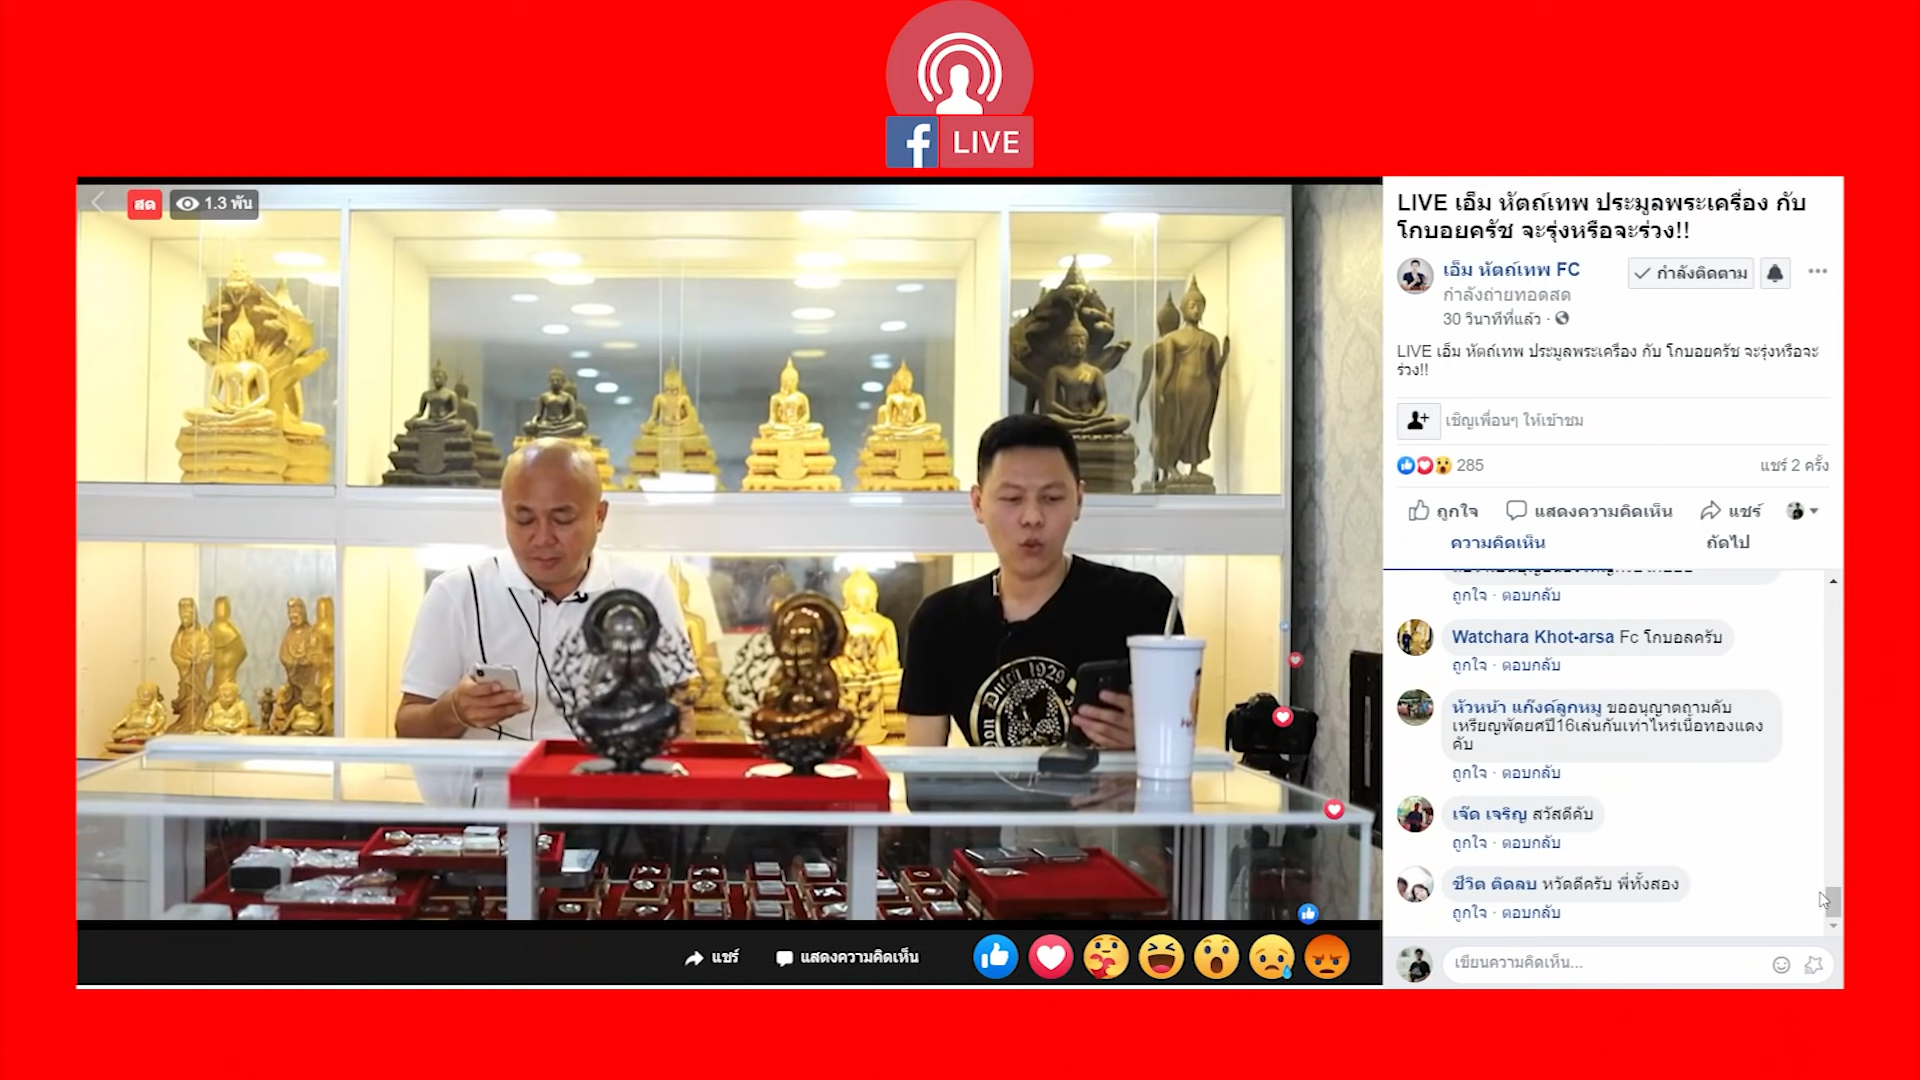 f LIVE
สด
1.3 พัน
LIVE เอ็ม หัตถ์เทพ ประมูลพระเครื่อง กับ
โกบอยครัช จะรุ่งหรือจะร่วง!!
เอ็ม หัตถ์เทพ FC
กำลังติดตาม
กำลังถ่ายทอดสด
30 วินาทีที่แล้ว ·
LIVE เอ็ม หัตถ์เทพ ประมูลพระเครื่อง กับ โกบอยครัช จะรุ่งหรือจะ
ร่วง!!
เชิญเพื่อนๆ ให้เข้าชม
285
แชร์ 2 ครั้ง
ถูกใจ
แสดงความคิดเห็น
แชร์
ความคิดเห็น
ถัดไป
ถูกใจ · ตอบกลับ
Watchara Khot-arsa Fc โกบอลครับ
ถูกใจ · ตอบกลับ
หัวหน้า แก๊งค์ลูกหมู ขออนุญาตถามคับ
เหรียญพัดยศปี16เล่นกันเท่าไหร่เนื้อทองแดง
คับ
ถูกใจ · ตอบกลับ
เจ๊ด เจริญ สวัสดีคับ
ถูกใจ · ตอบกลับ
ชีวิต ติดลบ หวัดดีครับ พี่ทั้งสอง
ถูกใจ · ตอบกลับ
เขียนความคิดเห็น...
แชร์
แสดงความคิดเห็น
Dutch 1929